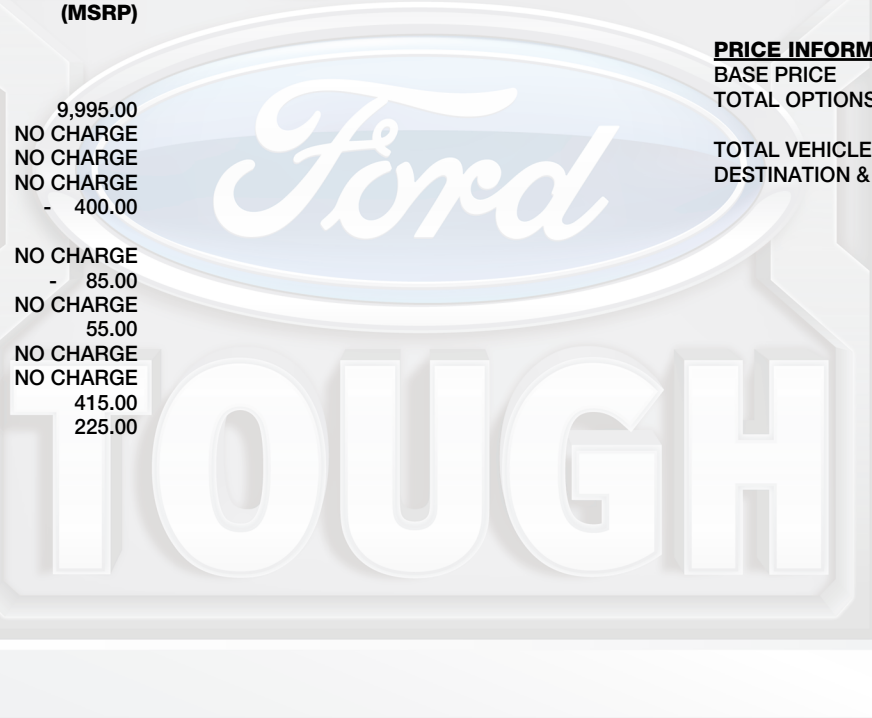 (MSRP)
9,995.00
NO CHARGE
NO CHARGE
NO CHARGE
- 400.00
NO CHARGE
- 85.00
NO CHARGE
55.00
NO CHARGE
NO CHARGE
415.00
225.00
PRICE INFORM
BASE PRICE
TOTAL OPTIONS
TOTAL VEHICLE
DESTINATION &
Ford
TOUGH